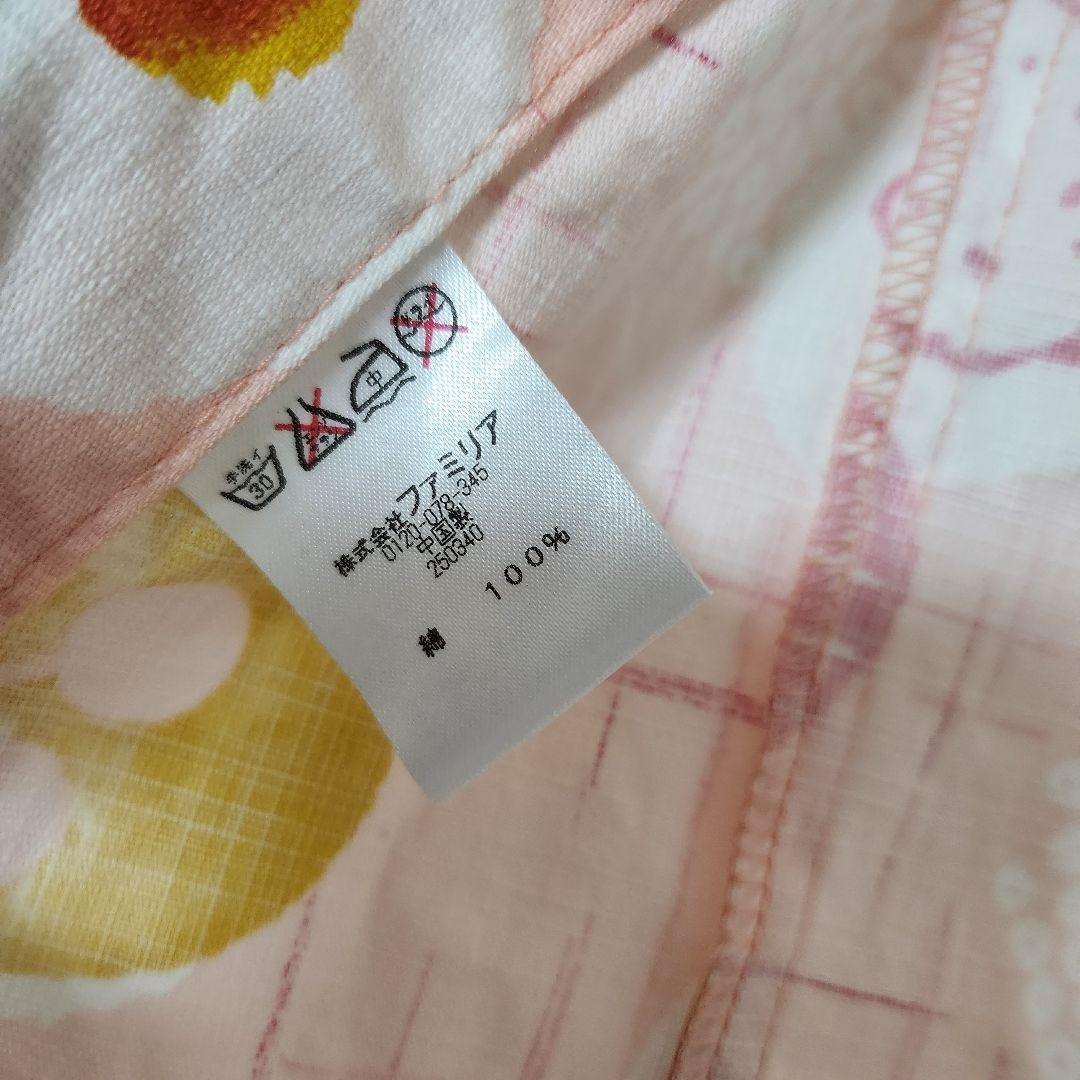 手洗イ
30
中
株式会社ファミリア
0120-078-345
中国製
250340
綿 100%